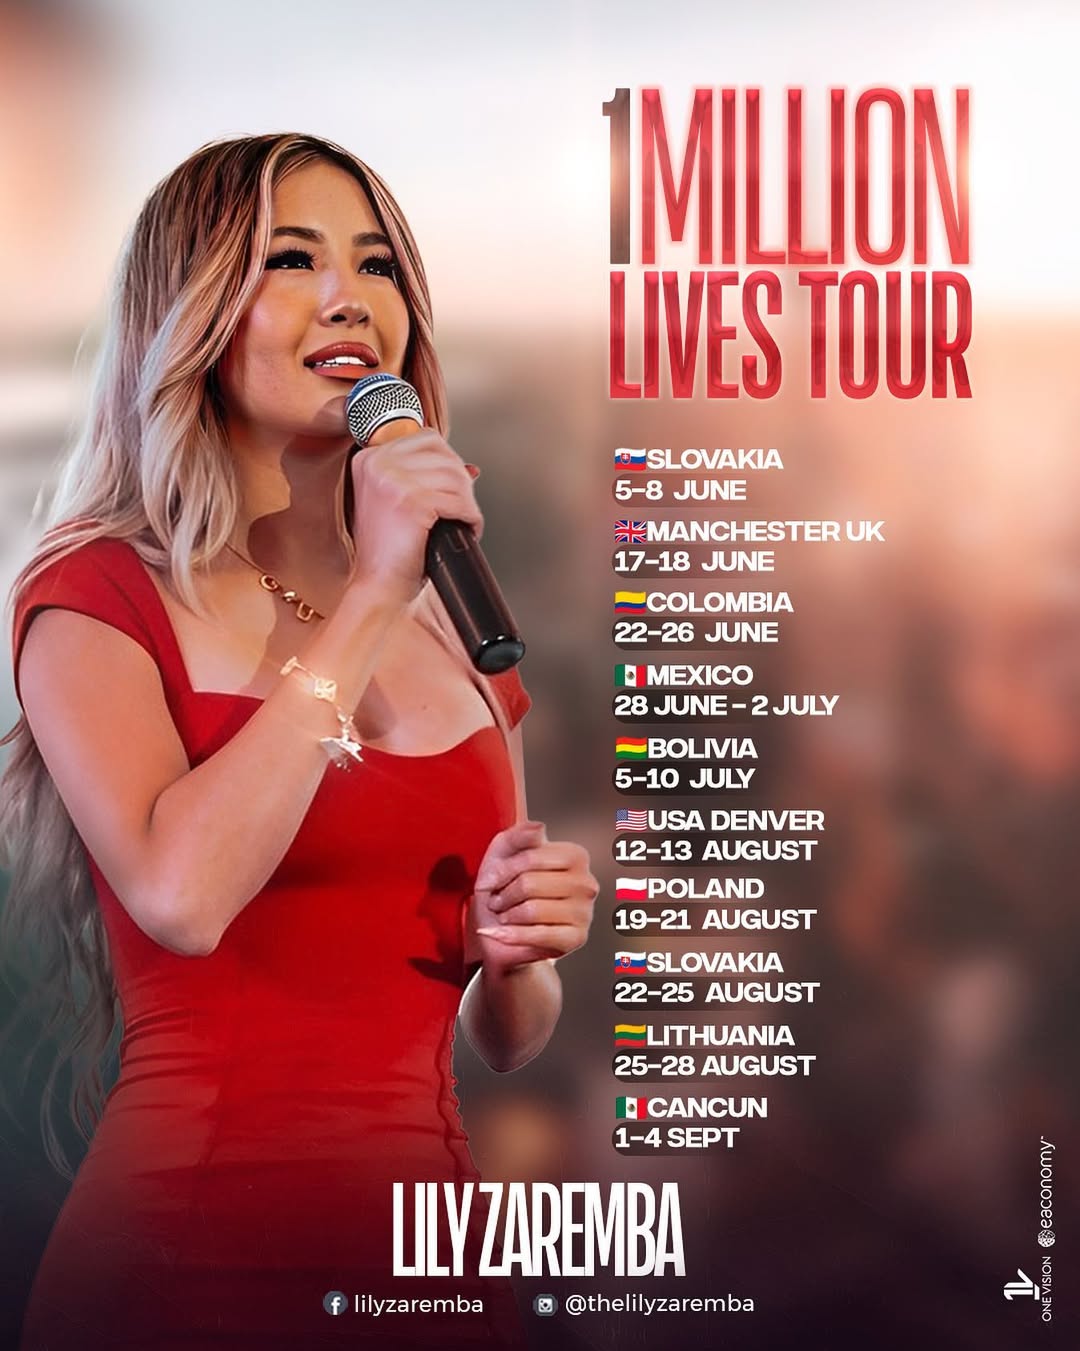 1 MILLION
LIVES TOUR
SLOVAKIA
5–8 JUNE
MANCHESTER UK
17–18 JUNE
COLOMBIA
22–26 JUNE
MEXICO
28 JUNE – 2 JULY
BOLIVIA
5–10 JULY
USA DENVER
12–13 AUGUST
POLAND
19–21 AUGUST
SLOVAKIA
22–25 AUGUST
LITHUANIA
25–28 AUGUST
CANCUN
1–4 SEPT
LILY ZAREMBA
lilyzaremba @thelilyzaremba
ONE VISION
eaconomy